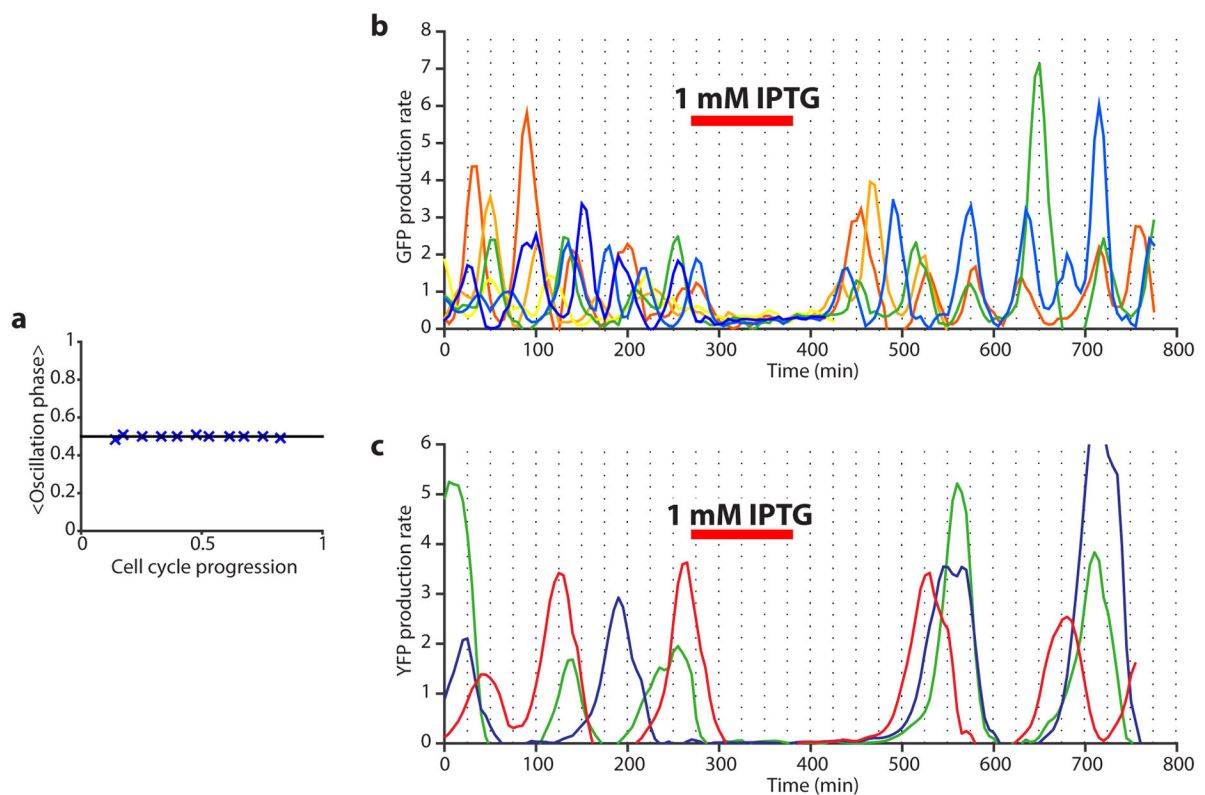 a
<Oscillation phase>
1
0.8
0.6
0.4
0.2
0
0
0.5
1
Cell cycle progression
b
GFP production rate
8
7
6
5
4
3
2
1
0
1 mM IPTG
0 100 200 300 400 500 600 700 800
Time (min)
c
YFP production rate
6
5
4
3
2
1
0
1 mM IPTG
0 100 200 300 400 500 600 700 800
Time (min)